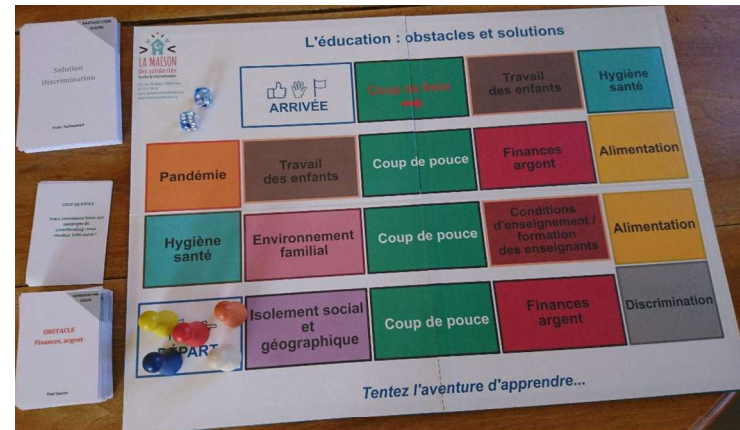 Solution
Discrimination
COUP DE POUCE
OBSTACLE
Finances, argent
LA MAISON
des solidarités
L'éducation : obstacles et solutions
ARRIVÉE
Travail
des enfants
Hygiène
santé
Pandémie
Travail
des enfants
Coup de pouce
Finances
argent
Alimentation
Hygiène
santé
Environnement
familial
Coup de pouce
Conditions
d'enseignement /
formation
des enseignants
Alimentation
DÉPART
Isolement social
et
géographique
Coup de pouce
Finances
argent
Discrimination
Tentez l'aventure d'apprendre...